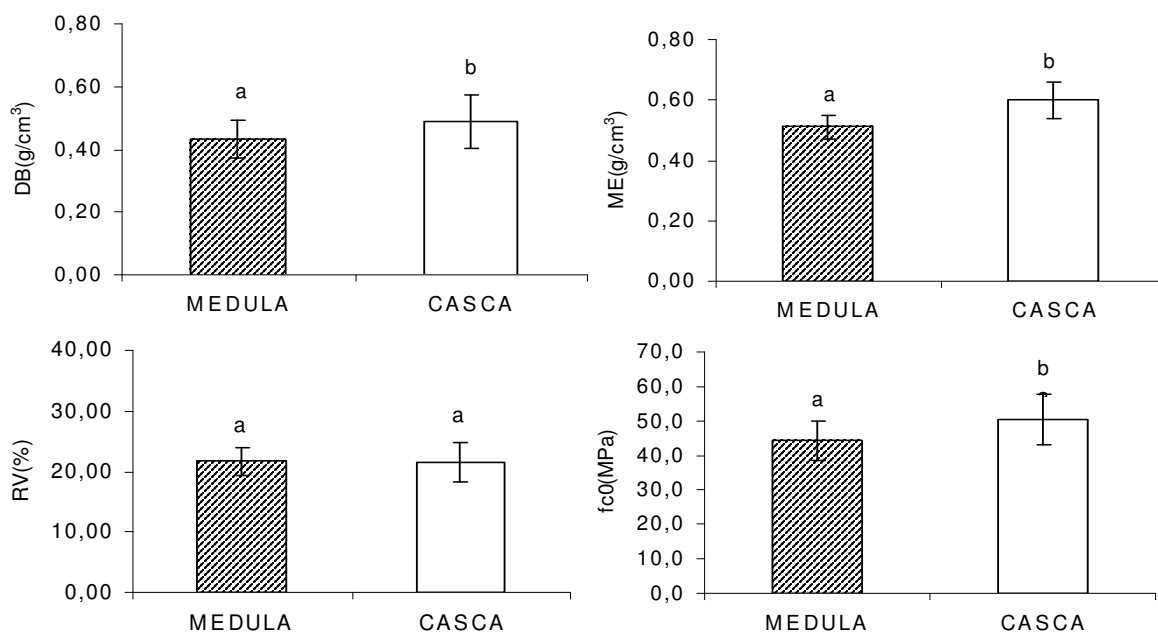 0,80
0,60
0,40
0,20
0,00
DB(g/cm³)
a
b
MEDULA
CASCA
0,80
0,60
0,40
0,20
0,00
ME(g/cm³)
a
b
MEDULA
CASCA
40,00
30,00
20,00
10,00
0,00
RV(%)
a
a
MEDULA
CASCA
70,0
60,0
50,0
40,0
30,0
20,0
10,0
0,0
fc0(MPa)
a
b
MEDULA
CASCA